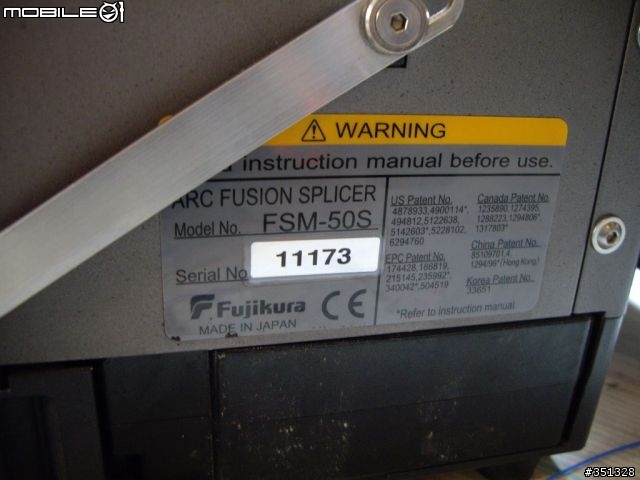 MOBILE01
WARNING
instruction manual before use.
ARC FUSION SPLICER
Model No. FSM-50S
Serial No 11173
Fujikura CE
MADE IN JAPAN
US Patent No.
4878933,4900114*,
494812,5122638,
5142603*,5228102,
6294760
EPC Patent No.
174428,186819,
215145,235992*,
340042*,504519
Canada Patent No.
1235890,1274395,
1288223,1294806*,
1317803*
China Patent No.
85109701.4,
1294/96*(Hong Kong)
Korea Patent No.
33651
*Refer to instruction manual.
#351328